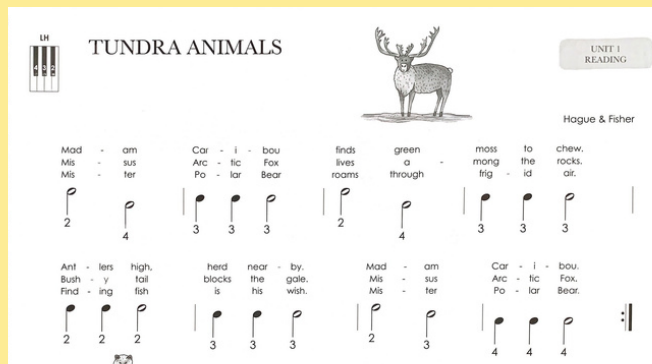 LH
TUNDRA ANIMALS
UNIT 1
READING
4 3 2
Hague & Fisher
Mad - am Car - i - bou finds green moss to chew.
Mis - sus Arc - tic Fox lives a - mong the rocks.
Mis - ter Po - lar Bear roams through frig - id air.
2 4 3 3 3 2 4 3 3 3
Ant - lers high, herd near - by. Mad - am Car - i - bou.
Bush - y tail blocks the gale. Mis - sus Arc - tic Fox.
Find - ing fish is his wish. Mis - ter Po - lar Bear.
2 2 2 3 3 3 2 3 4 4 4